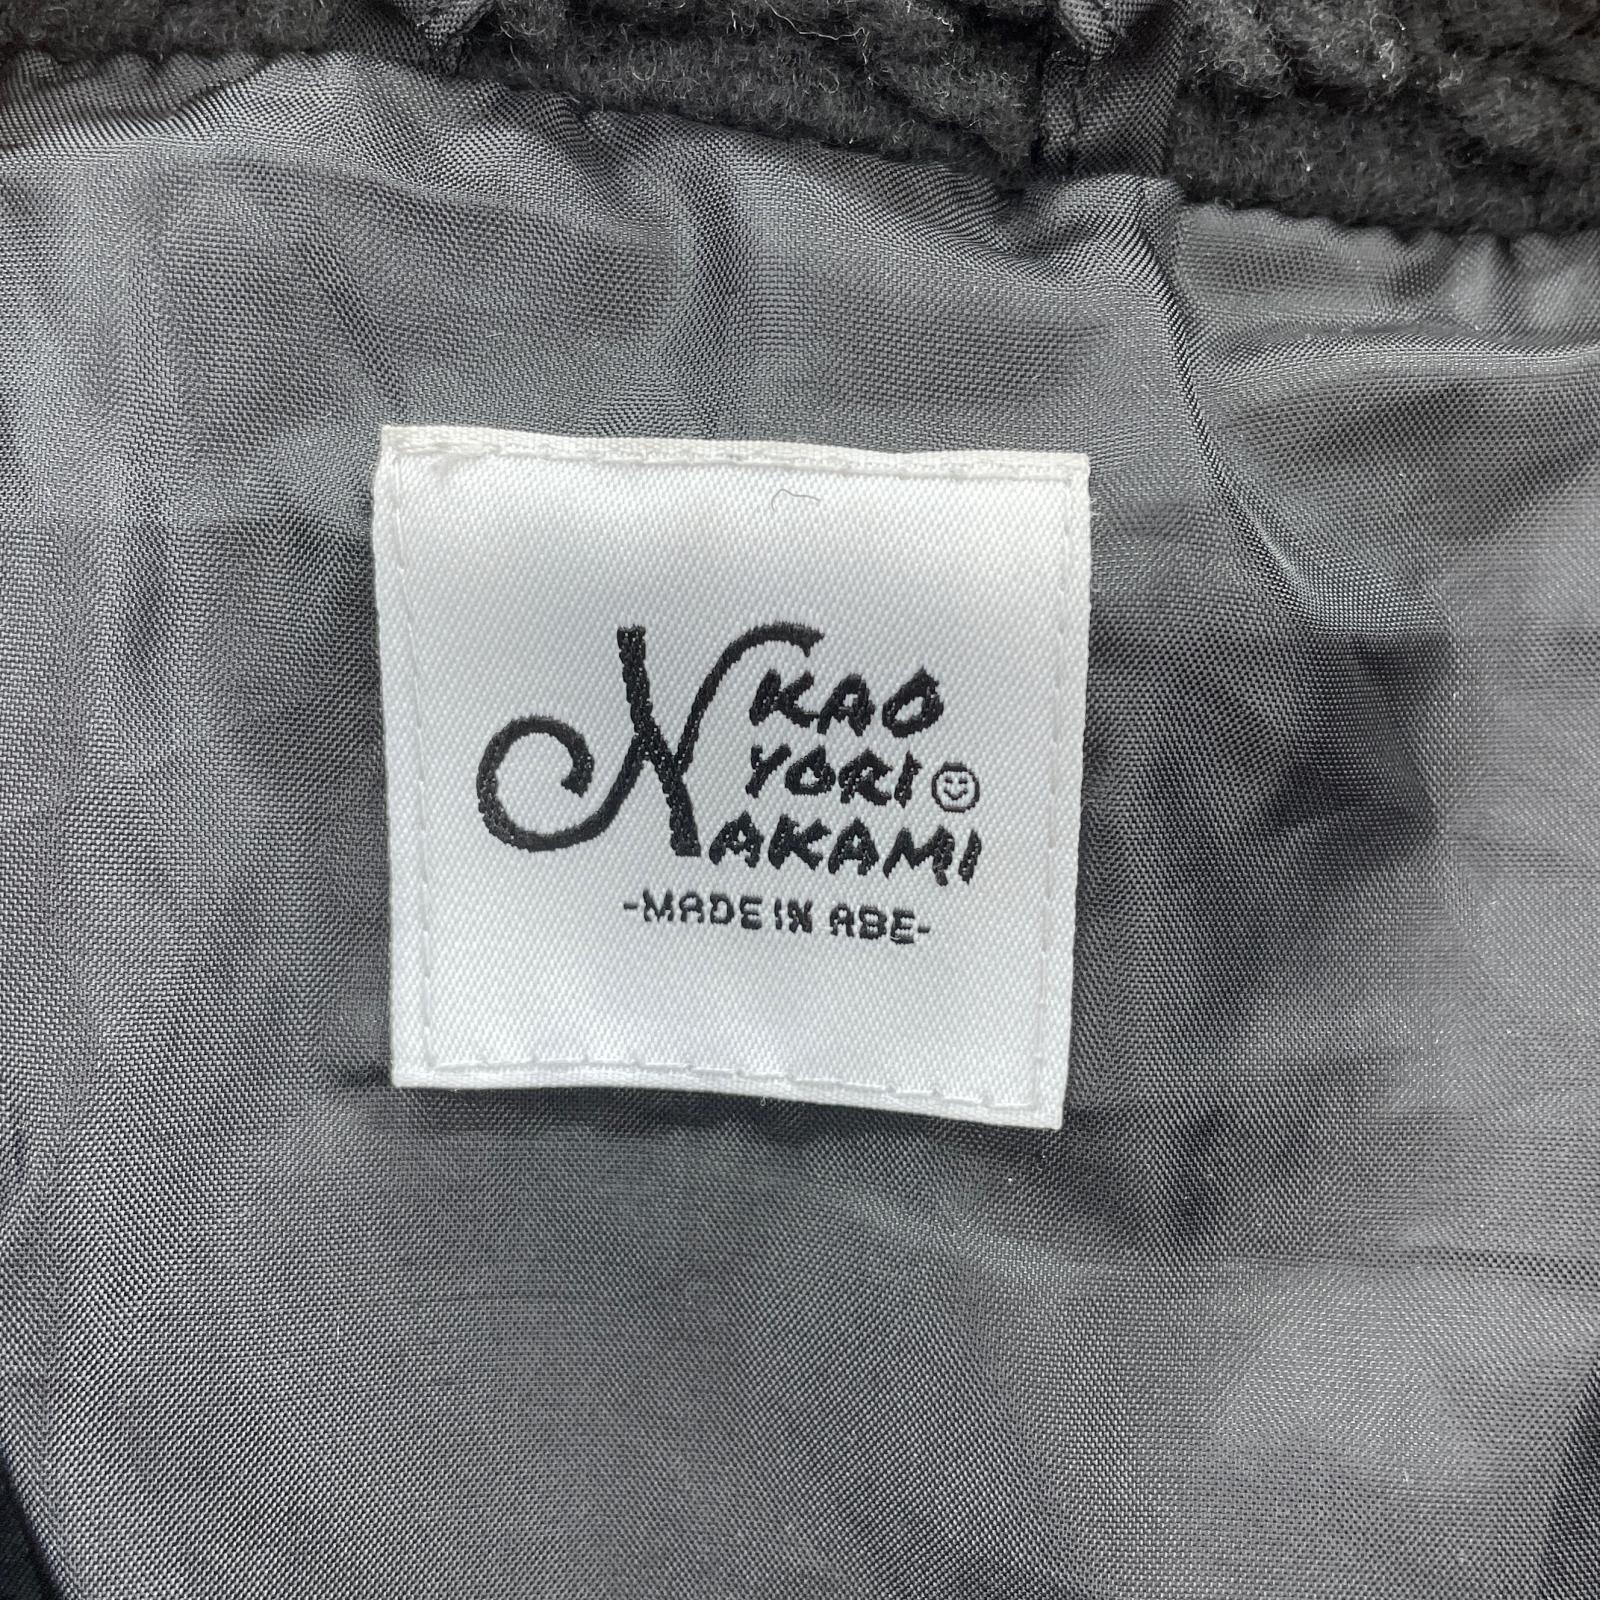 KAO
YORI☺
NAKAMI
-MADE IN ABE-